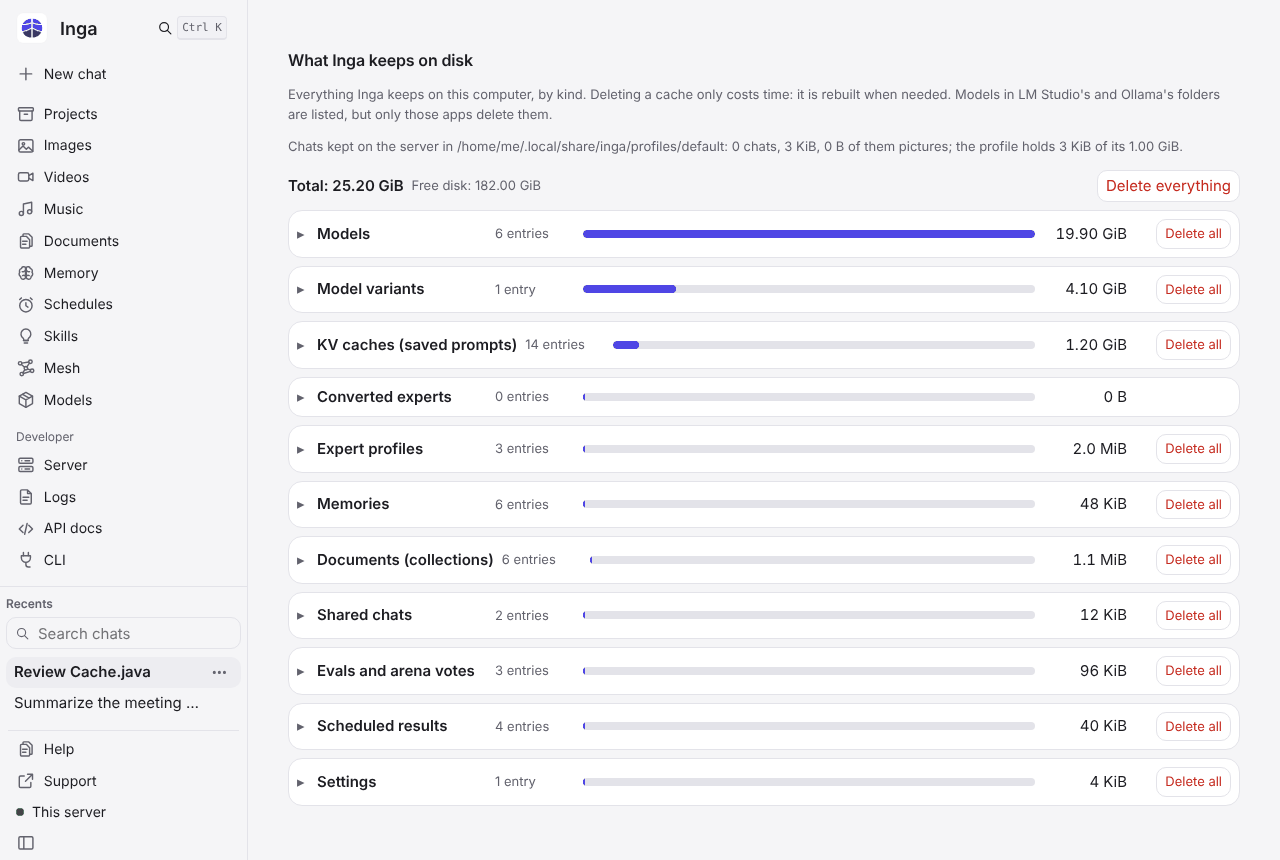 Inga
Ctrl K
New chat
Projects
Images
Videos
Music
Documents
Memory
Schedules
Skills
Mesh
Models
Developer
Server
Logs
API docs
CLI
Recents
Search chats
Review Cache.java
Summarize the meeting ...
Help
Support
This server
What Inga keeps on disk
Everything Inga keeps on this computer, by kind. Deleting a cache only costs time: it is rebuilt when needed. Models in LM Studio's and Ollama's folders
are listed, but only those apps delete them.
Chats kept on the server in /home/me/.local/share/inga/profiles/default: 0 chats, 3 KiB, 0 B of them pictures; the profile holds 3 KiB of its 1.00 GiB.
Total: 25.20 GiB Free disk: 182.00 GiB Delete everything
Models 6 entries 19.90 GiB Delete all
Model variants 1 entry 4.10 GiB Delete all
KV caches (saved prompts) 14 entries 1.20 GiB Delete all
Converted experts 0 entries 0 B
Expert profiles 3 entries 2.0 MiB Delete all
Memories 6 entries 48 KiB Delete all
Documents (collections) 6 entries 1.1 MiB Delete all
Shared chats 2 entries 12 KiB Delete all
Evals and arena votes 3 entries 96 KiB Delete all
Scheduled results 4 entries 40 KiB Delete all
Settings 1 entry 4 KiB Delete all